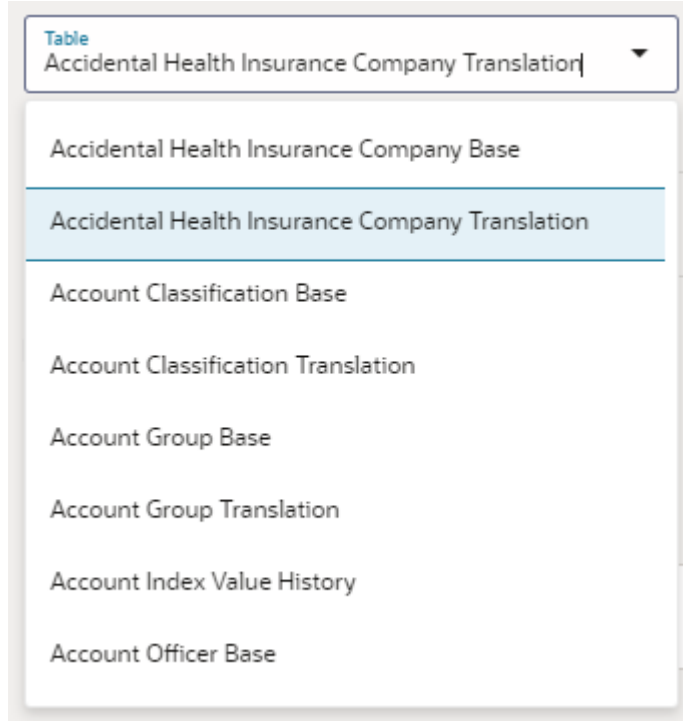 Table
Accidental Health Insurance Company Translation
Accidental Health Insurance Company Base
Accidental Health Insurance Company Translation
Account Classification Base
Account Classification Translation
Account Group Base
Account Group Translation
Account Index Value History
Account Officer Base